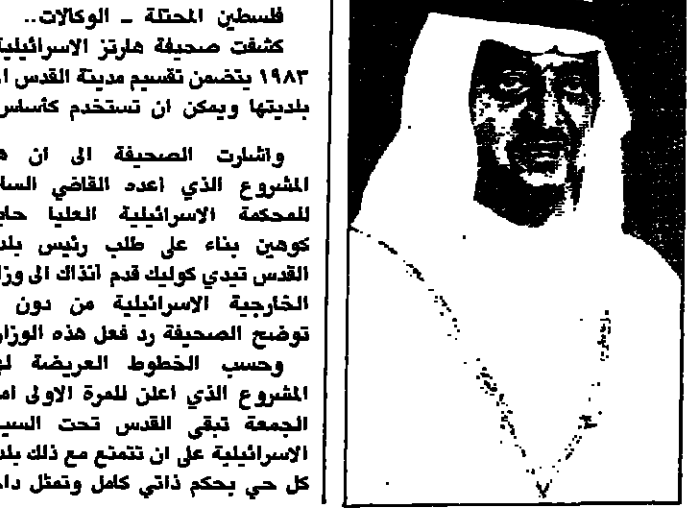 فلسطين المحتلة ـ الوكالات..
كشفت صحيفة هارتز الاسرائيلية
١٩٨٣ يتضمن تقسيم مدينة القدس ا
بلديتها ويمكن ان تستخدم كأساس
واشارت الصحيفة الى ان ه
المشروع الذي اعده القاضي السا
للمحكمة الاسرائيلية العليا حا
كوهين بناء على طلب رئيس بلد
القدس تيدي كوليك قدم آنذاك الى وزا
الخارجية الاسرائيلية من دون
توضح الصحيفة رد فعل هذه الوزار
وحسب الخطوط العريضة له
المشروع الذي اعلن للمرة الاولى ام
الجمعة تبقى القدس تحت السي
الاسرائيلية على ان تتمتع مع ذلك بلد
كل حي بحكم ذاتي كامل وتمثل دا